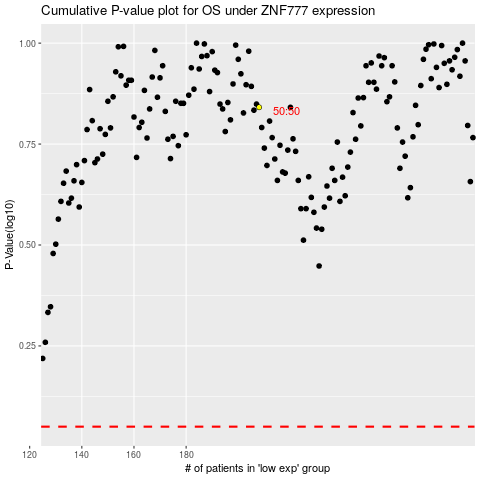 Cumulative P-value plot for OS under ZNF777 expression
P-Value(log10)
1.00
0.75
0.50
0.25
50:50
120 140 160 180
# of patients in 'low exp' group